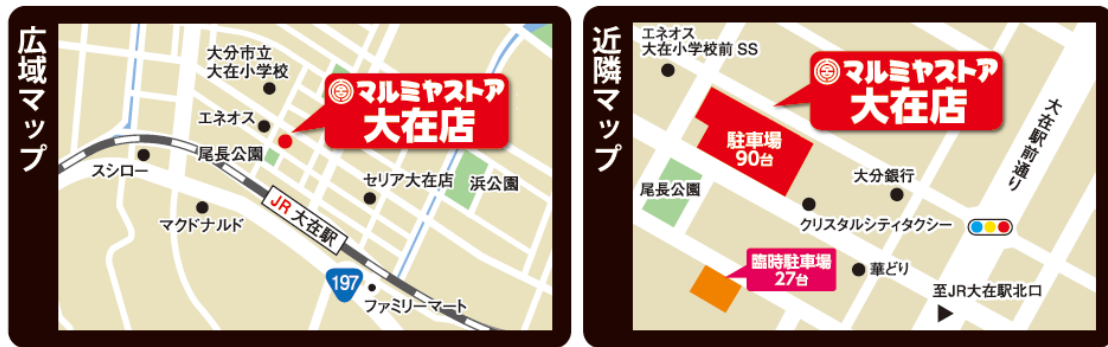 広域マップ
大分市立
大在小学校
マルミヤストア
大在店
エネオス
尾長公園
スシロー
セリア大在店
浜公園
マクドナルド
JR 大在駅
197
ファミリーマート
近隣マップ
エネオス
大在小学校前 SS
マルミヤストア
大在店
大在駅前通り
駐車場
90台
尾長公園
大分銀行
クリスタルシティタクシー
臨時駐車場
27台
華どり
至JR大在駅北口